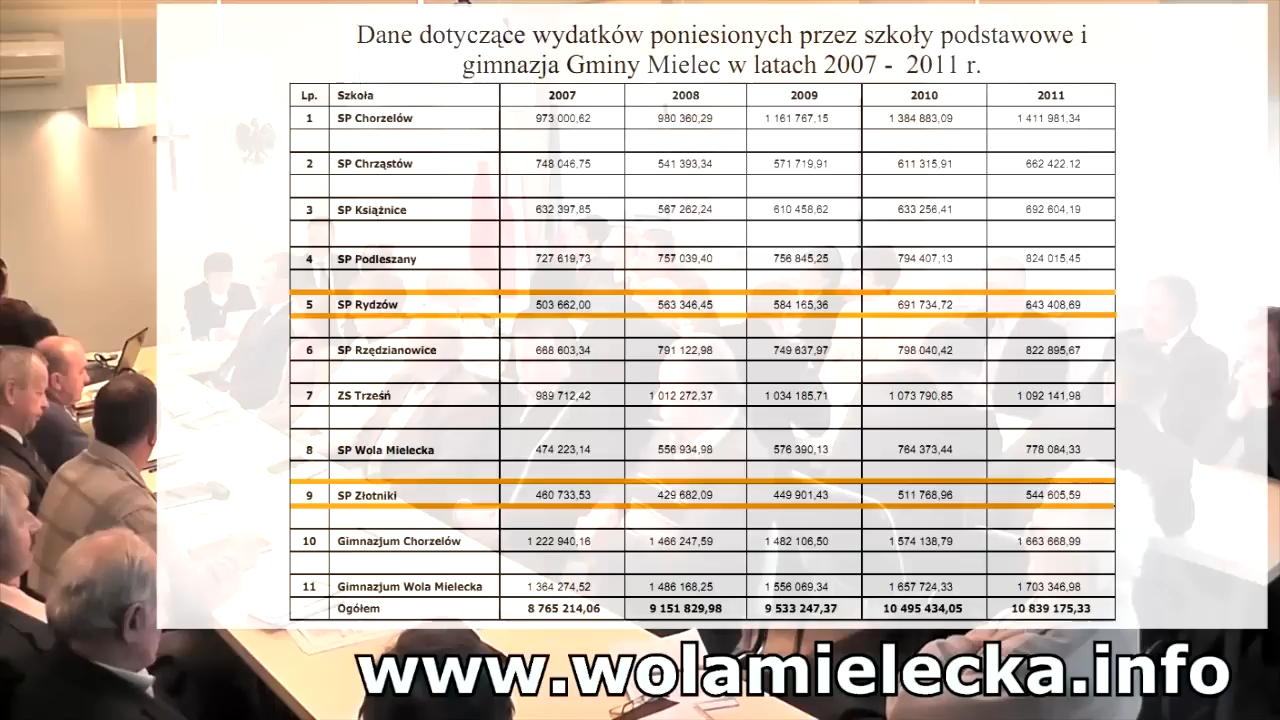 Dane dotyczące wydatków poniesionych przez szkoły podstawowe i
gimnazja Gminy Mielec w latach 2007 - 2011 r.
Lp. Szkoła 2007 2008 2009 2010 2011
1 SP Chorzelów 973 000,62 980 360,29 1 161 767,15 1 384 883,09 1 411 981,34
2 SP Chrząstów 748 046,75 541 393,34 571 719,91 611 315,91 662 422.12
3 SP Książnice 632 397,85 567 262,24 610 458,62 633 256,41 692 604,19
4 SP Podleszany 727 619,73 757 039,40 756 845,25 794 407,13 824 015,45
5 SP Rydzów 503 662,00 563 346,45 584 165,36 691 734,72 643 408,69
6 SP Rzędzianowice 668 603,34 791 122,98 749 637,97 798 040,42 822 895,67
7 ZS Trześń 989 712,42 1 012 272,37 1 034 185,71 1 073 790,85 1 092 141,98
8 SP Wola Mielecka 474 223,14 556 934,98 576 390,13 764 373,44 778 084,33
9 SP Złotniki 460 733,53 429 682,09 449 901,43 511 768,96 544 605,59
10 Gimnazjum Chorzelów 1 222 940,16 1 466 247,59 1 482 106,50 1 574 138,79 1 663 668,99
11 Gimnazjum Wola Mielecka 1 364 274,52 1 486 168,25 1 556 069,34 1 657 724,33 1 703 346,98
Ogółem 8 765 214,06 9 151 829,98 9 533 247,37 10 495 434,05 10 839 175,33
www.wolamielecka.info